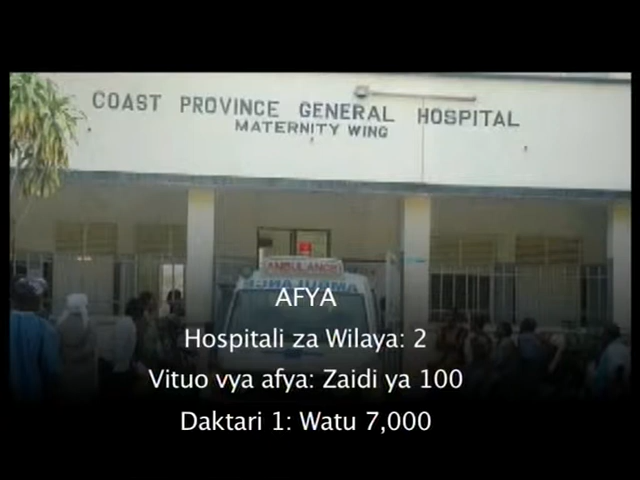 COAST PROVINCE GENERAL HOSPITAL
MATERNITY WING
AMBULANCE
AFYA
Hospitali za Wilaya: 2
Vituo vya afya: Zaidi ya 100
Daktari 1: Watu 7,000